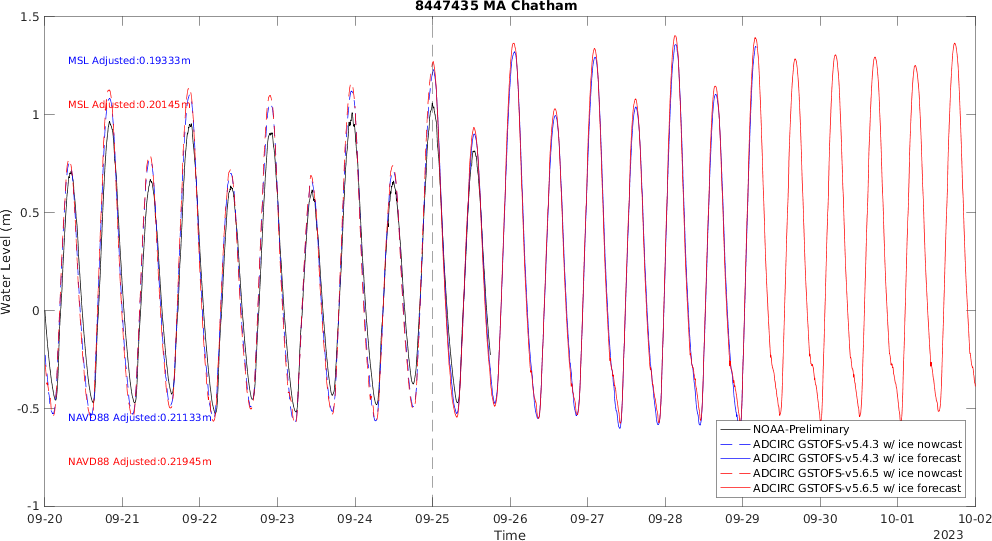 8447435 MA Chatham
1.5
1
0.5
0
-0.5
-1
Water Level (m)
MSL Adjusted:0.19333m
MSL Adjusted:0.20145m
NAVD88 Adjusted:0.21133m
NAVD88 Adjusted:0.21945m
NOAA-Preliminary
ADCIRC GSTOFS-v5.4.3 w/ ice nowcast
ADCIRC GSTOFS-v5.4.3 w/ ice forecast
ADCIRC GSTOFS-v5.6.5 w/ ice nowcast
ADCIRC GSTOFS-v5.6.5 w/ ice forecast
09-20 09-21 09-22 09-23 09-24 09-25 09-26 09-27 09-28 09-29 09-30 10-01 10-02
Time
2023